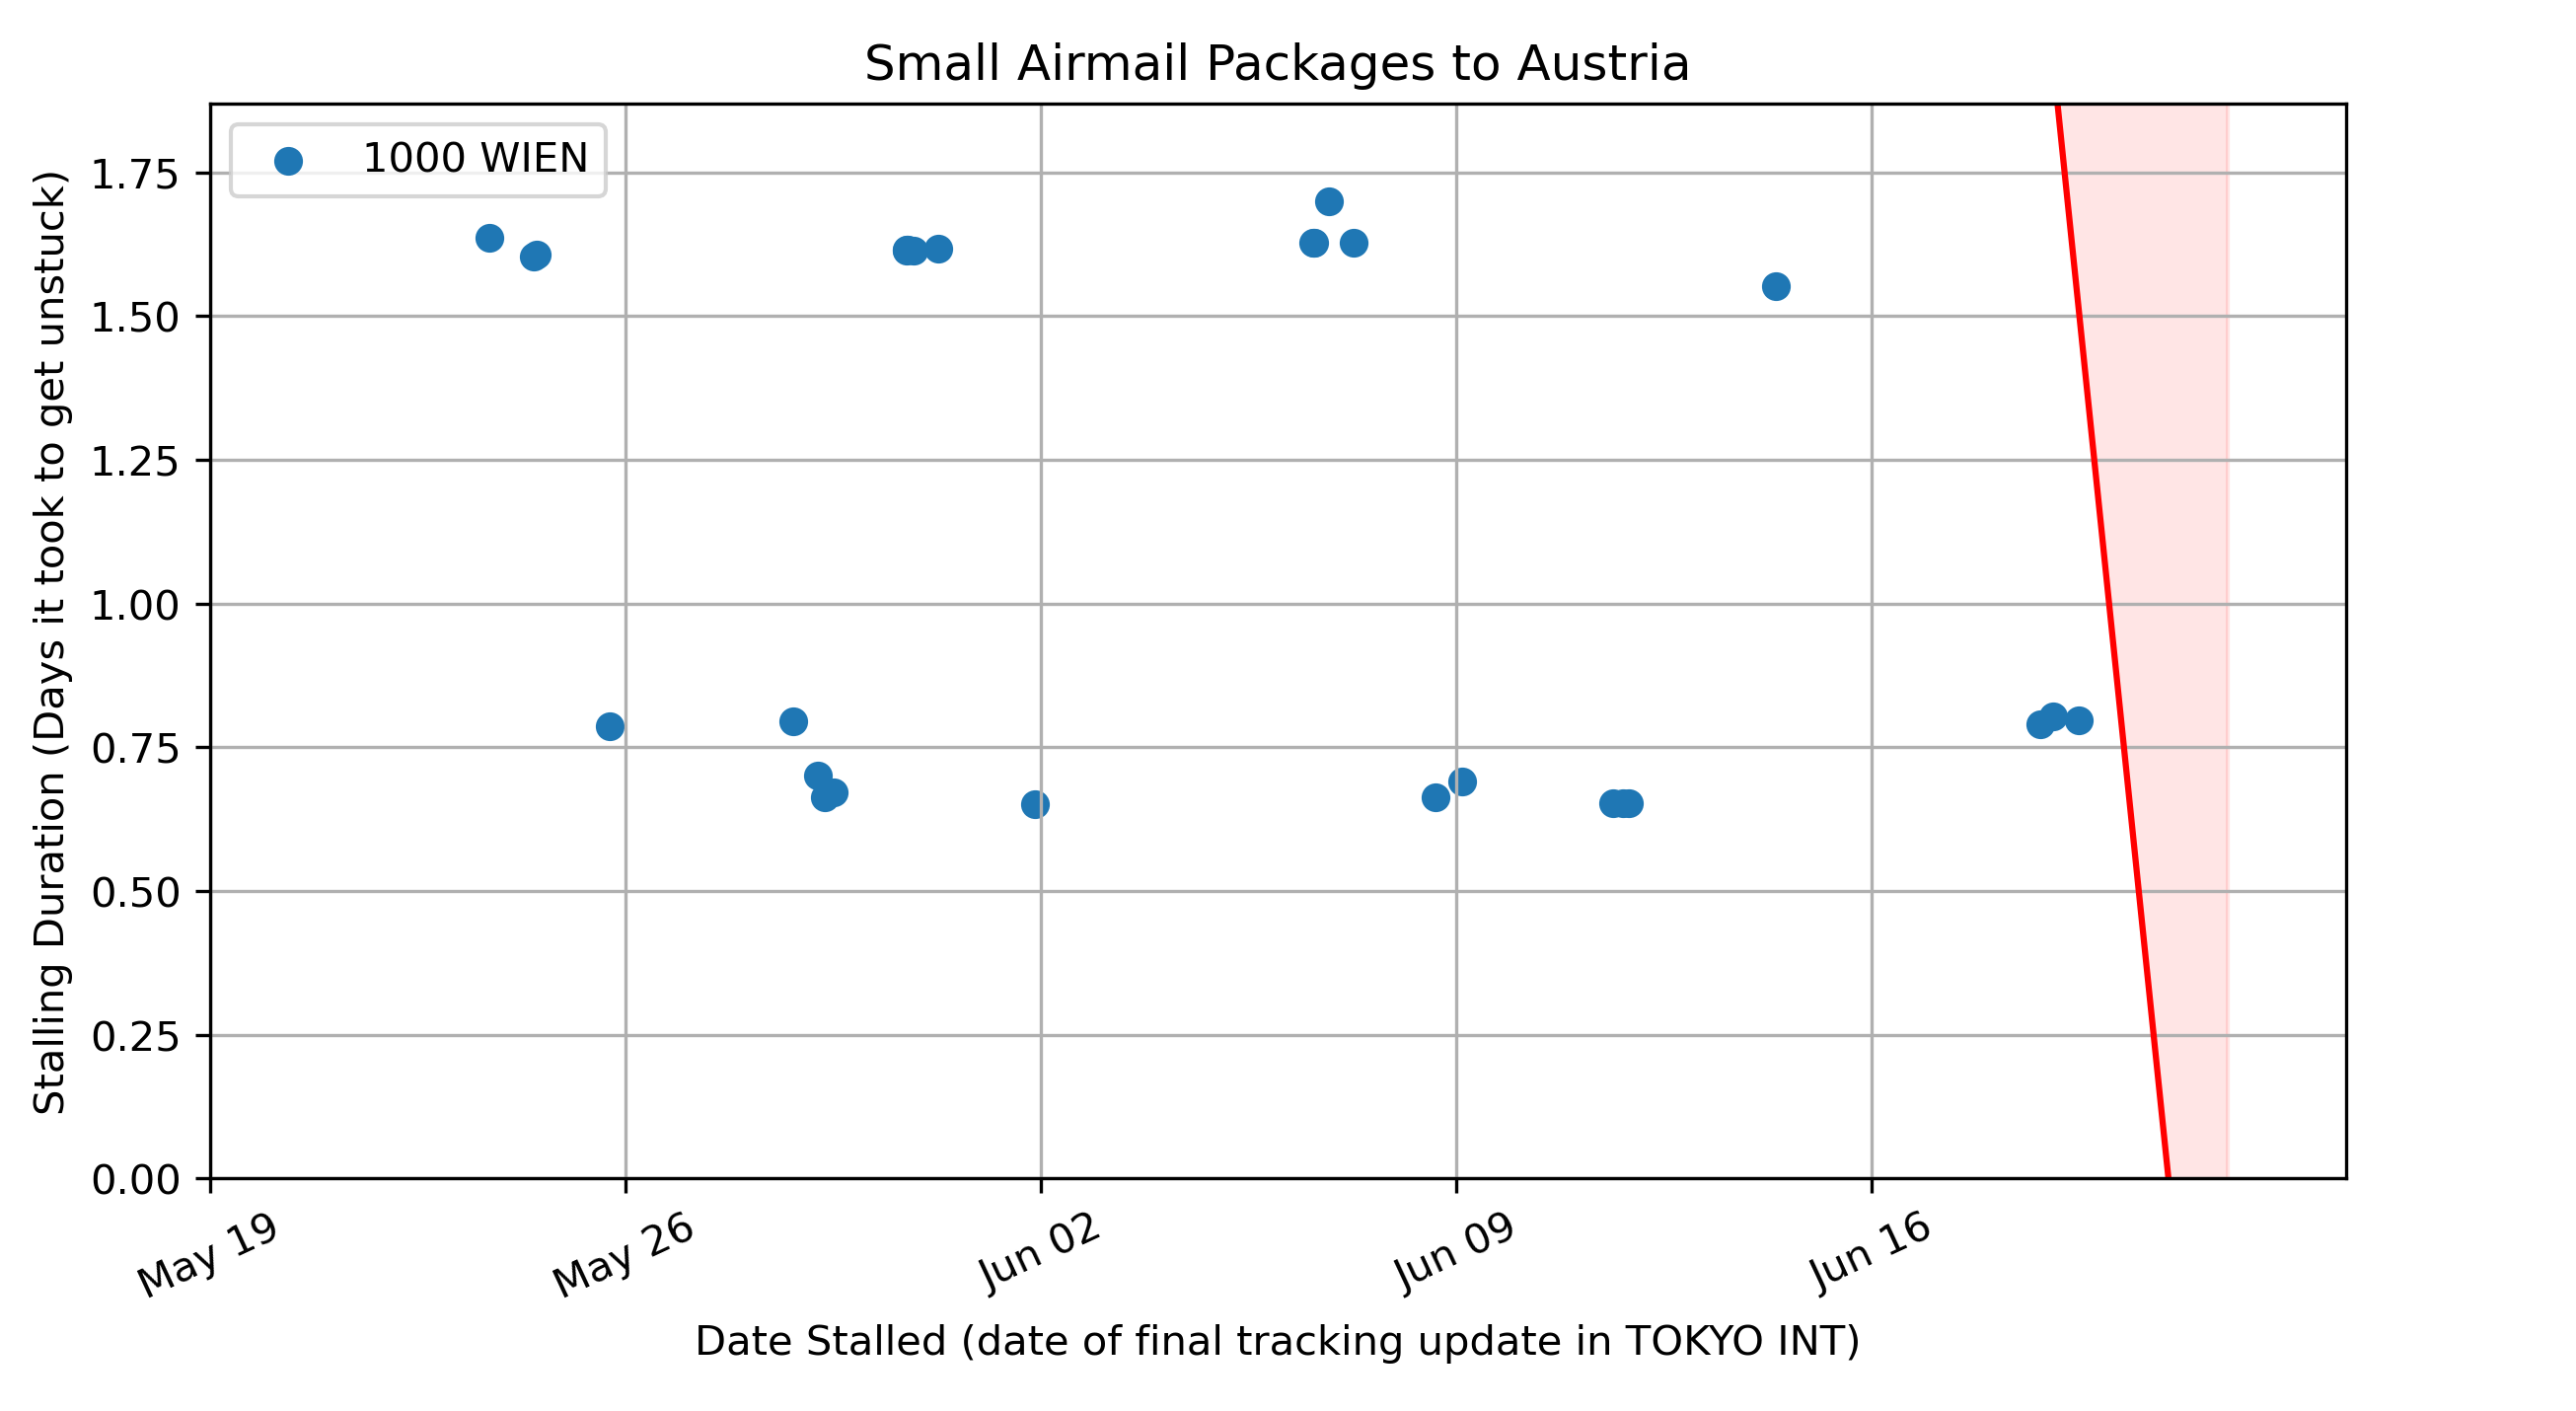 Small Airmail Packages to Austria
1000 WIEN
Stalling Duration (Days it took to get unstuck)
1.75
1.50
1.25
1.00
0.75
0.50
0.25
0.00
May 19
May 26
Jun 02
Jun 09
Jun 16
Date Stalled (date of final tracking update in TOKYO INT)